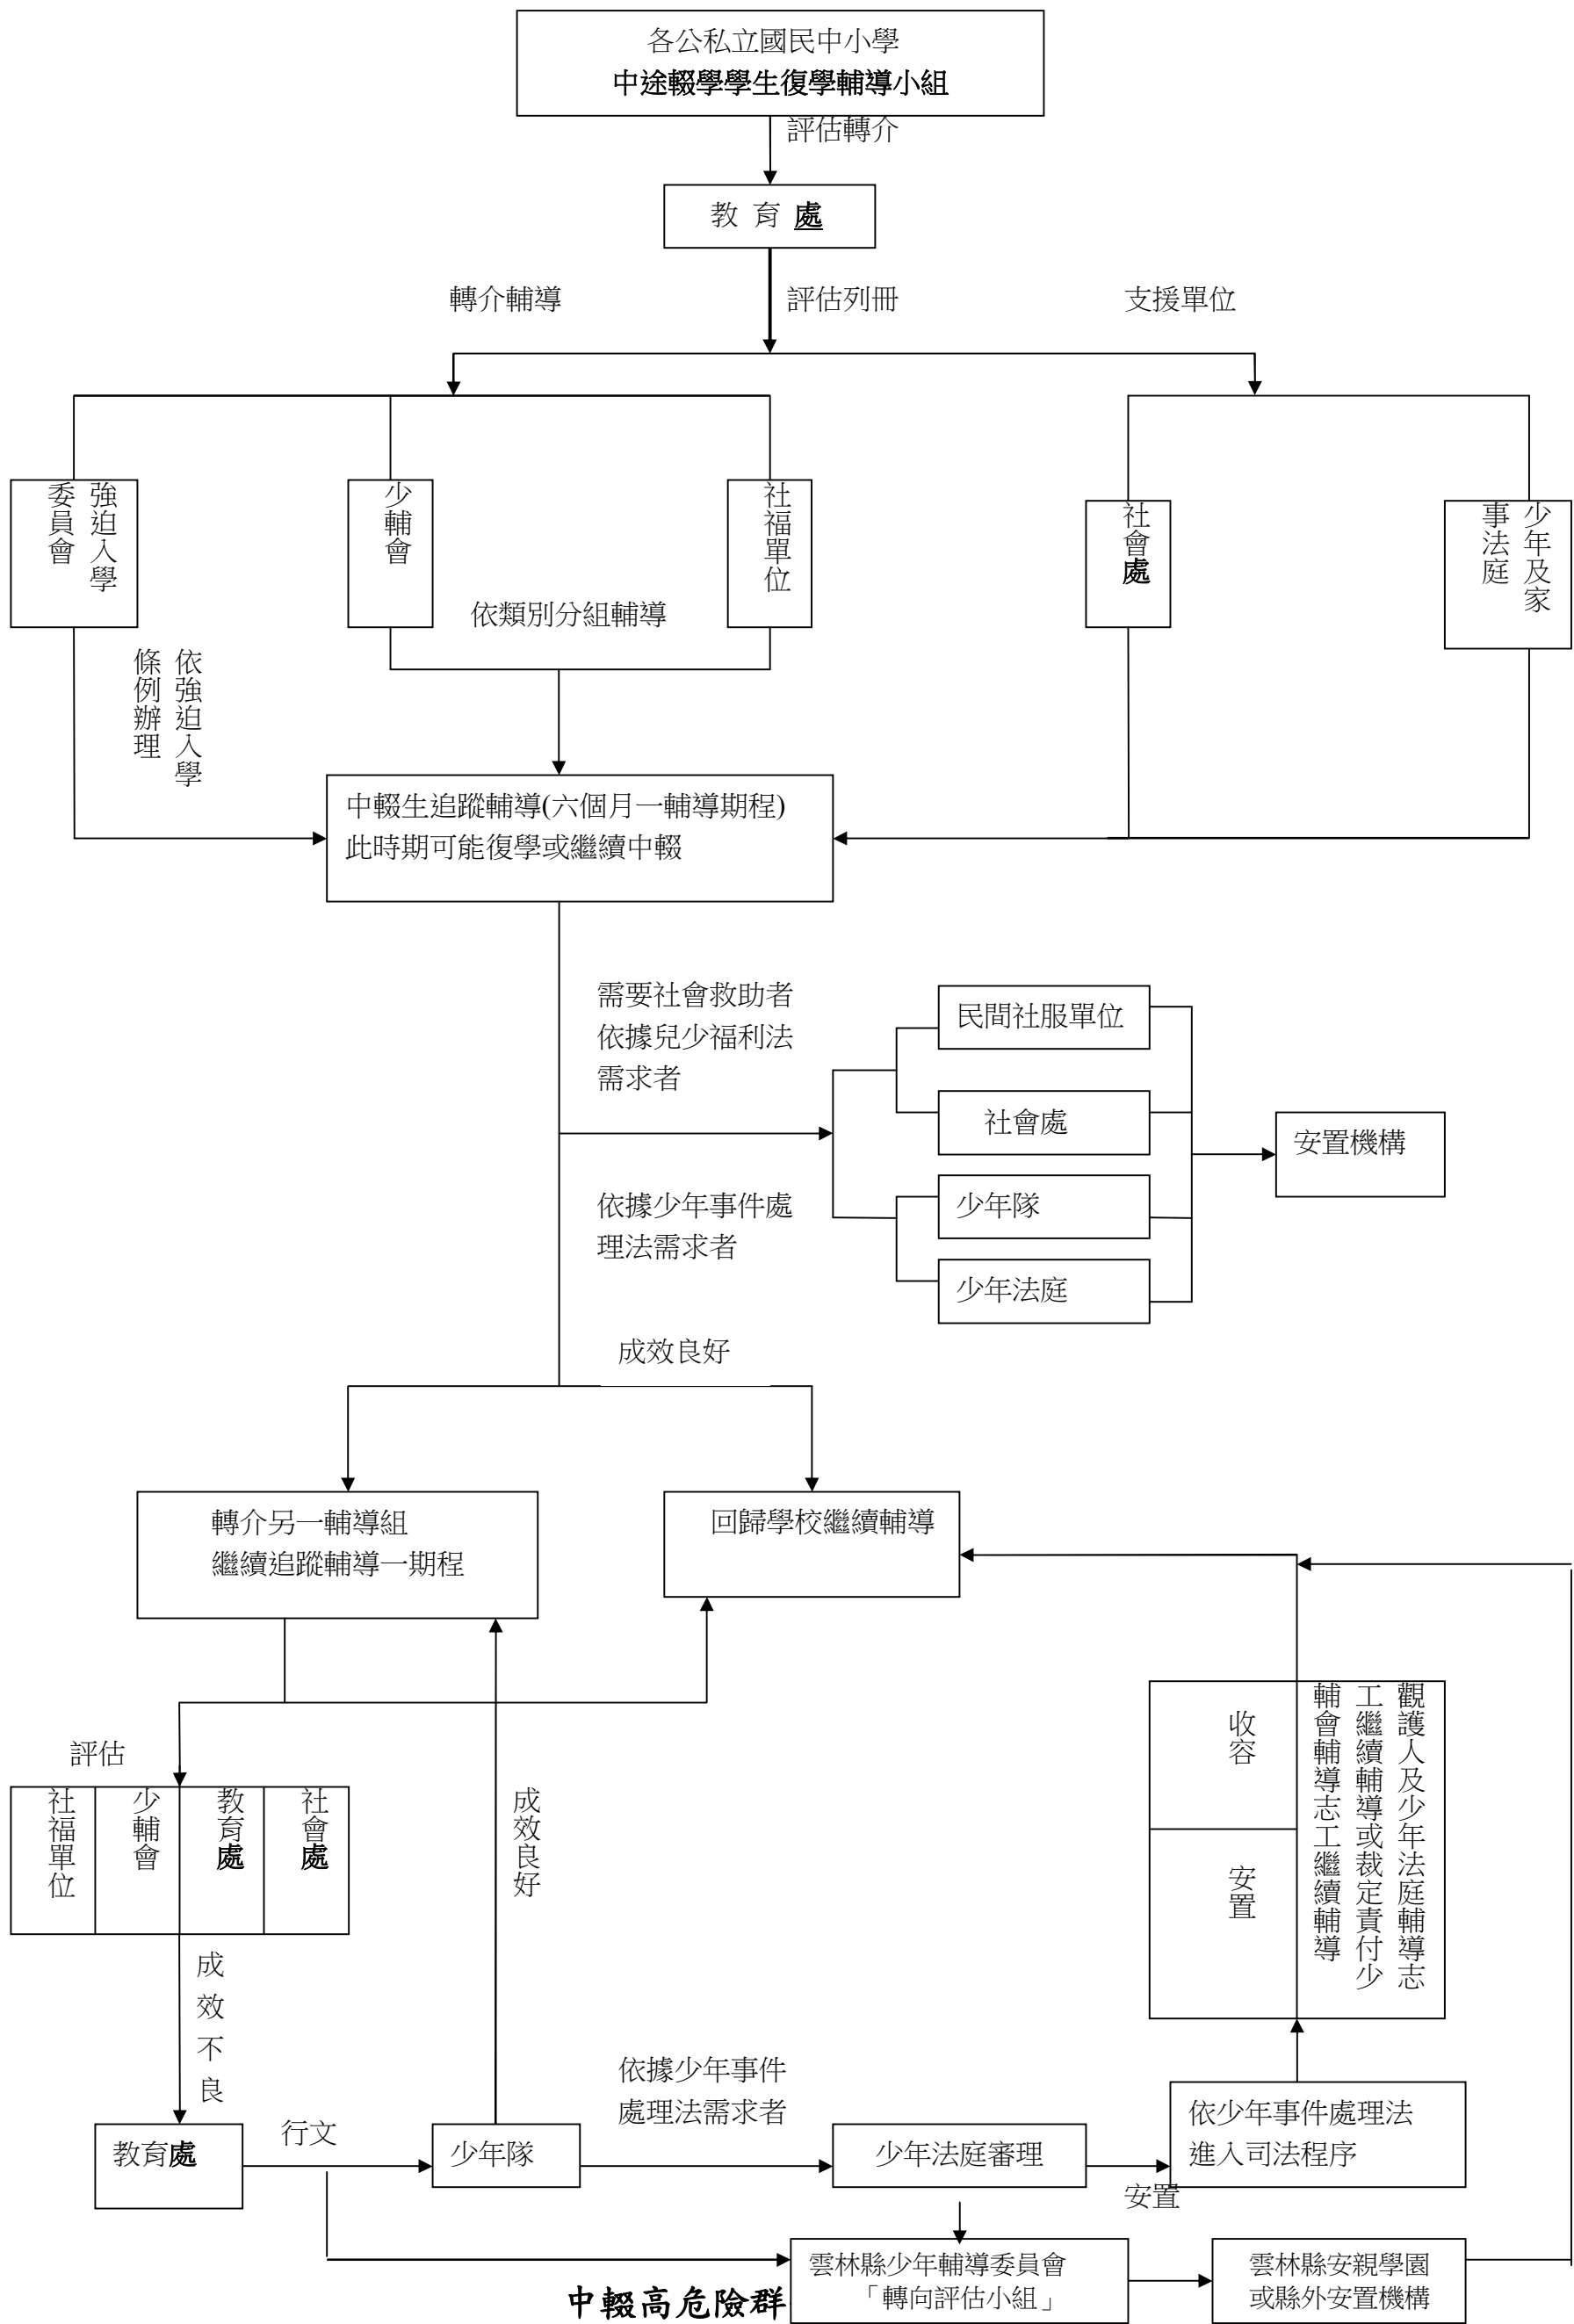 各公私立國民中小學
中途輟學學生復學輔導小組
評估轉介
教 育 處
轉介輔導
評估列冊
支援單位
強迫入學
委員會
少輔會
社福單位
社會處
少年及家
事法庭
依類別分組輔導
依強迫入學
條例辦理
中輟生追蹤輔導(六個月一輔導期程)
此時期可能復學或繼續中輟
需要社會救助者
依據兒少福利法
需求者
民間社服單位
社會處
安置機構
依據少年事件處
理法需求者
少年隊
少年法庭
成效良好
轉介另一輔導組
繼續追蹤輔導一期程
回歸學校繼續輔導
評估
社福單位
少輔會
教育處
社會處
成效良好
收容
安置
觀護人及少年法庭輔導志
工繼續輔導或裁定責付少
輔會輔導志工繼續輔導
成效不良
教育處
行文
少年隊
依據少年事件
處理法需求者
少年法庭審理
依少年事件處理法
進入司法程序
安置
雲林縣少年輔導委員會
「轉向評估小組」
雲林縣安親學園
或縣外安置機構
中輟高危險群